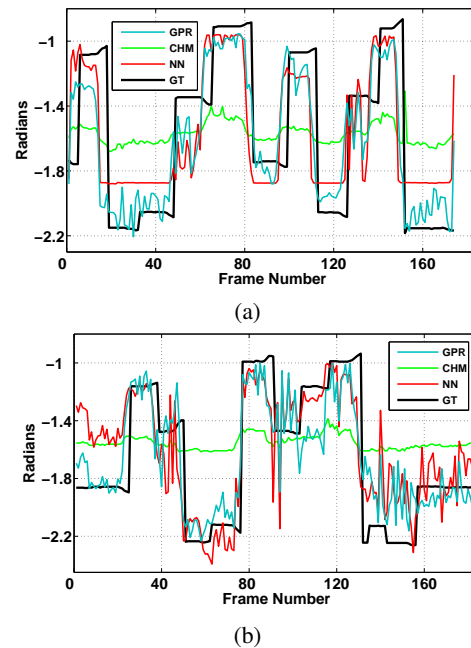 GPR
CHM
NN
GT
-1
-1.4
-1.8
-2.2
Radians
0 40 80 120 160
Frame Number
(a)
GPR
CHM
NN
GT
-1
-1.4
-1.8
-2.2
Radians
0 40 80 120 160
Frame Number
(b)